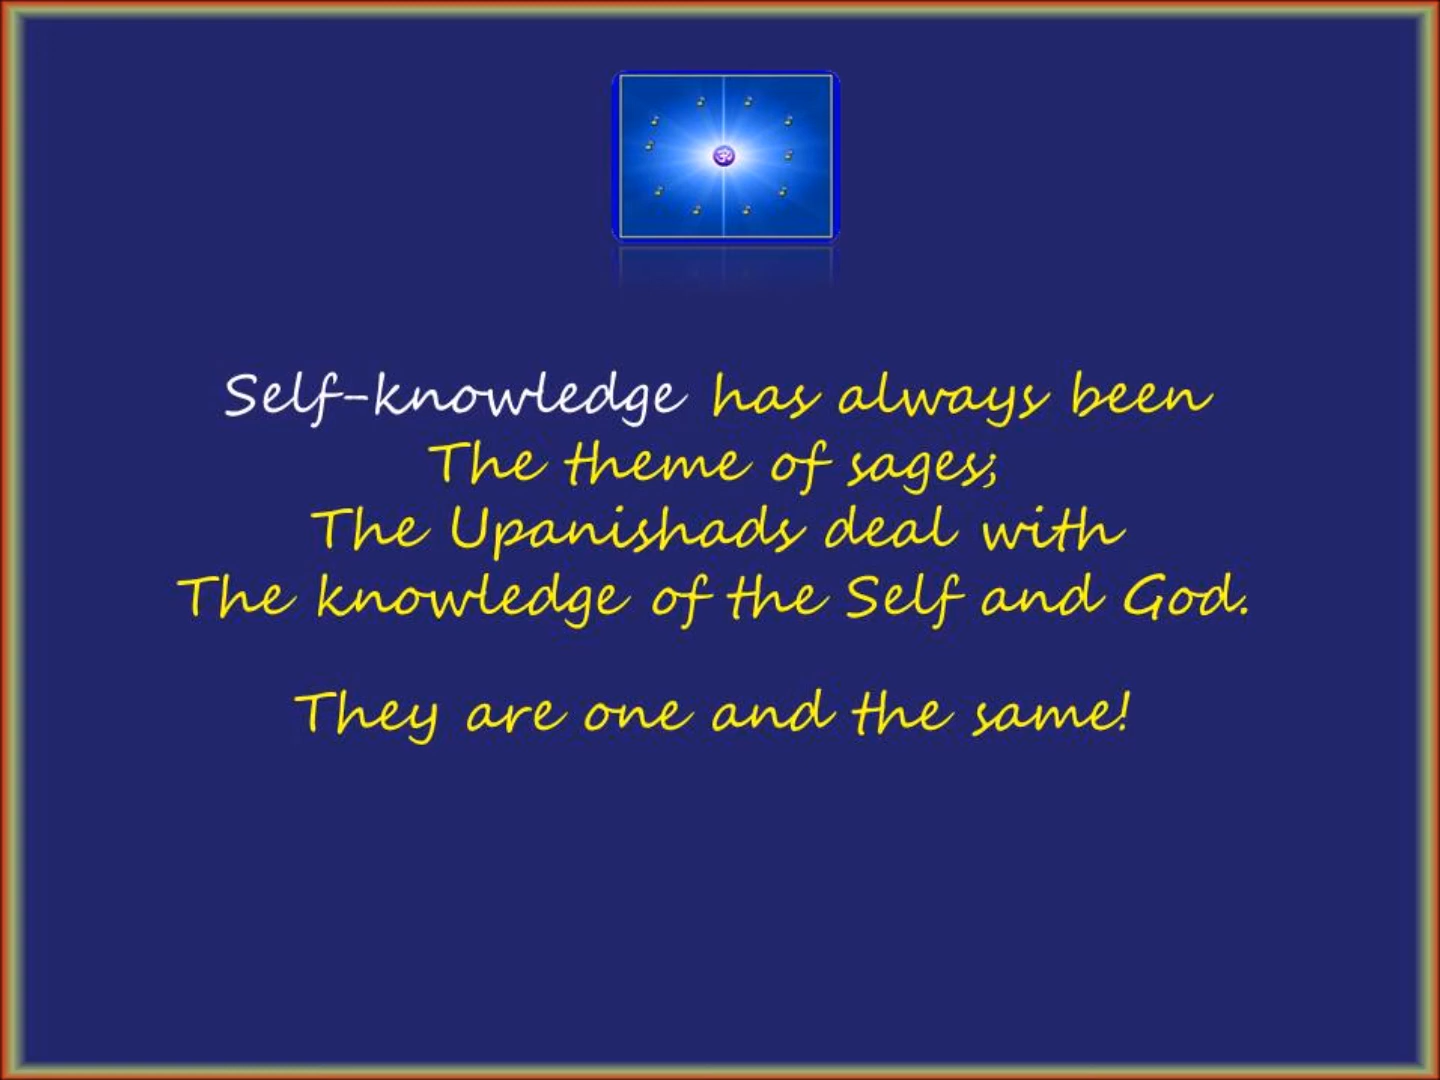 Self-knowledge has always been
The theme of sages;
The Upanishads deal with
The knowledge of the Self and God.
They are one and the same!